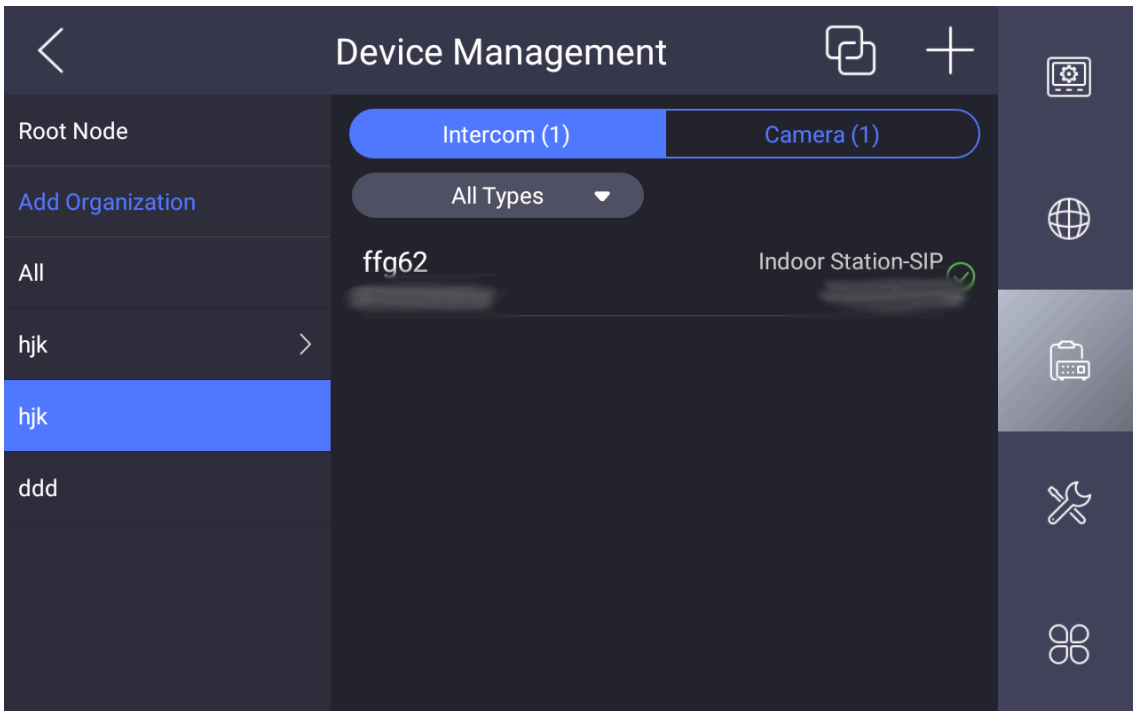 Device Management
Root Node
Add Organization
All
hjk
hjk
ddd
Intercom (1)
Camera (1)
All Types
ffg62
Indoor Station-SIP